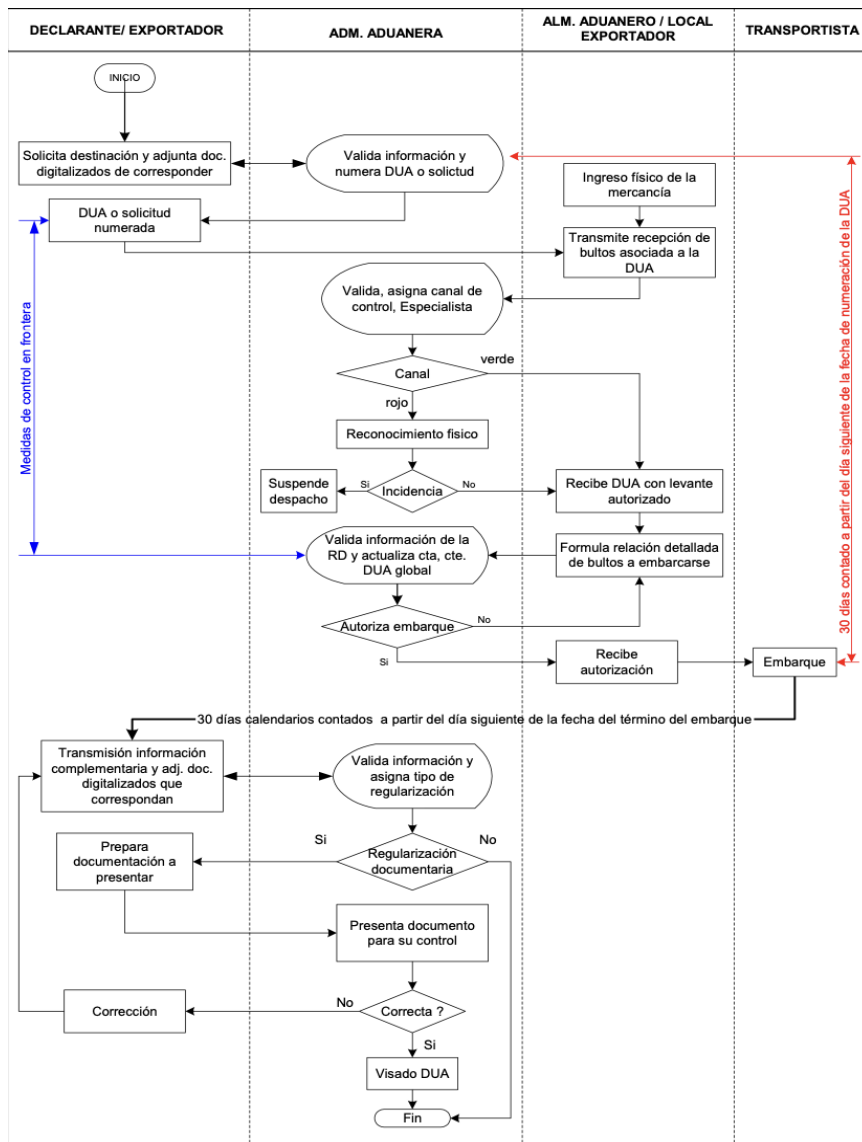 DECLARANTE/ EXPORTADOR
ADM. ADUANERA
ALM. ADUANERO / LOCAL
EXPORTADOR
TRANSPORTISTA
INICIO
Solicita destinación y adjunta doc.
digitalizados de corresponder
Valida información y
numera DUA o solictud
Ingreso físico de la
mercancía
DUA o solicitud
numerada
Transmite recepción de
bultos asociada a la
DUA
Valida, asigna canal de
control, Especialista
Canal
verde
rojo
Reconocimiento fisico
Suspende
despacho
Si
Incidencia
No
Recibe DUA con levante
autorizado
Valida información de la
RD y actualiza cta, cte.
DUA global
Formula relación detallada
de bultos a embarcarse
Autoriza embarque
No
Si
Recibe
autorización
Embarque
Medidas de control en frontera
30 días contado a partir del día siguiente de la fecha de numeración de la DUA
30 días calendarios contados a partir del día siguiente de la fecha del término del embarque
Transmisión información
complementaria y adj. doc.
digitalizados que
correspondan
Valida información y
asigna tipo de
regularización
Prepara
documentación a
presentar
Si
Regularización
documentaria
No
Presenta documento
para su control
Corrección
No
Correcta ?
Si
Visado DUA
Fin